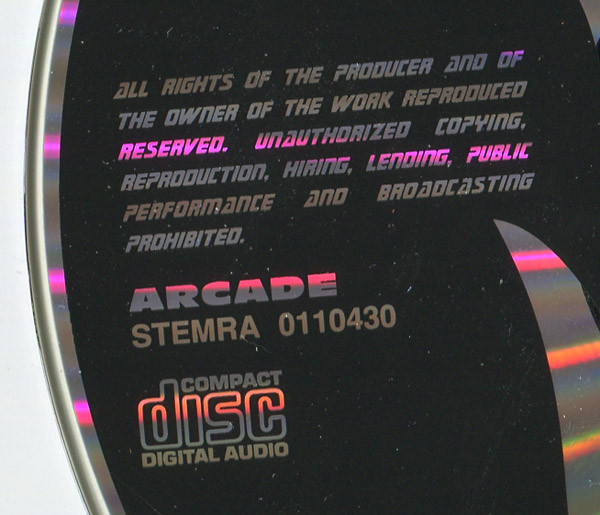 ALL RIGHTS OF THE PRODUCER AND OF
THE OWNER OF THE WORK REPRODUCED
RESERVED. UNAUTHORIZED COPYING,
REPRODUCTION, HIRING, LENDING, PUBLIC
PERFORMANCE AND BROADCASTING
PROHIBITED.
ARCADE
STEMRA 0110430
COMPACT
disc
DIGITAL AUDIO